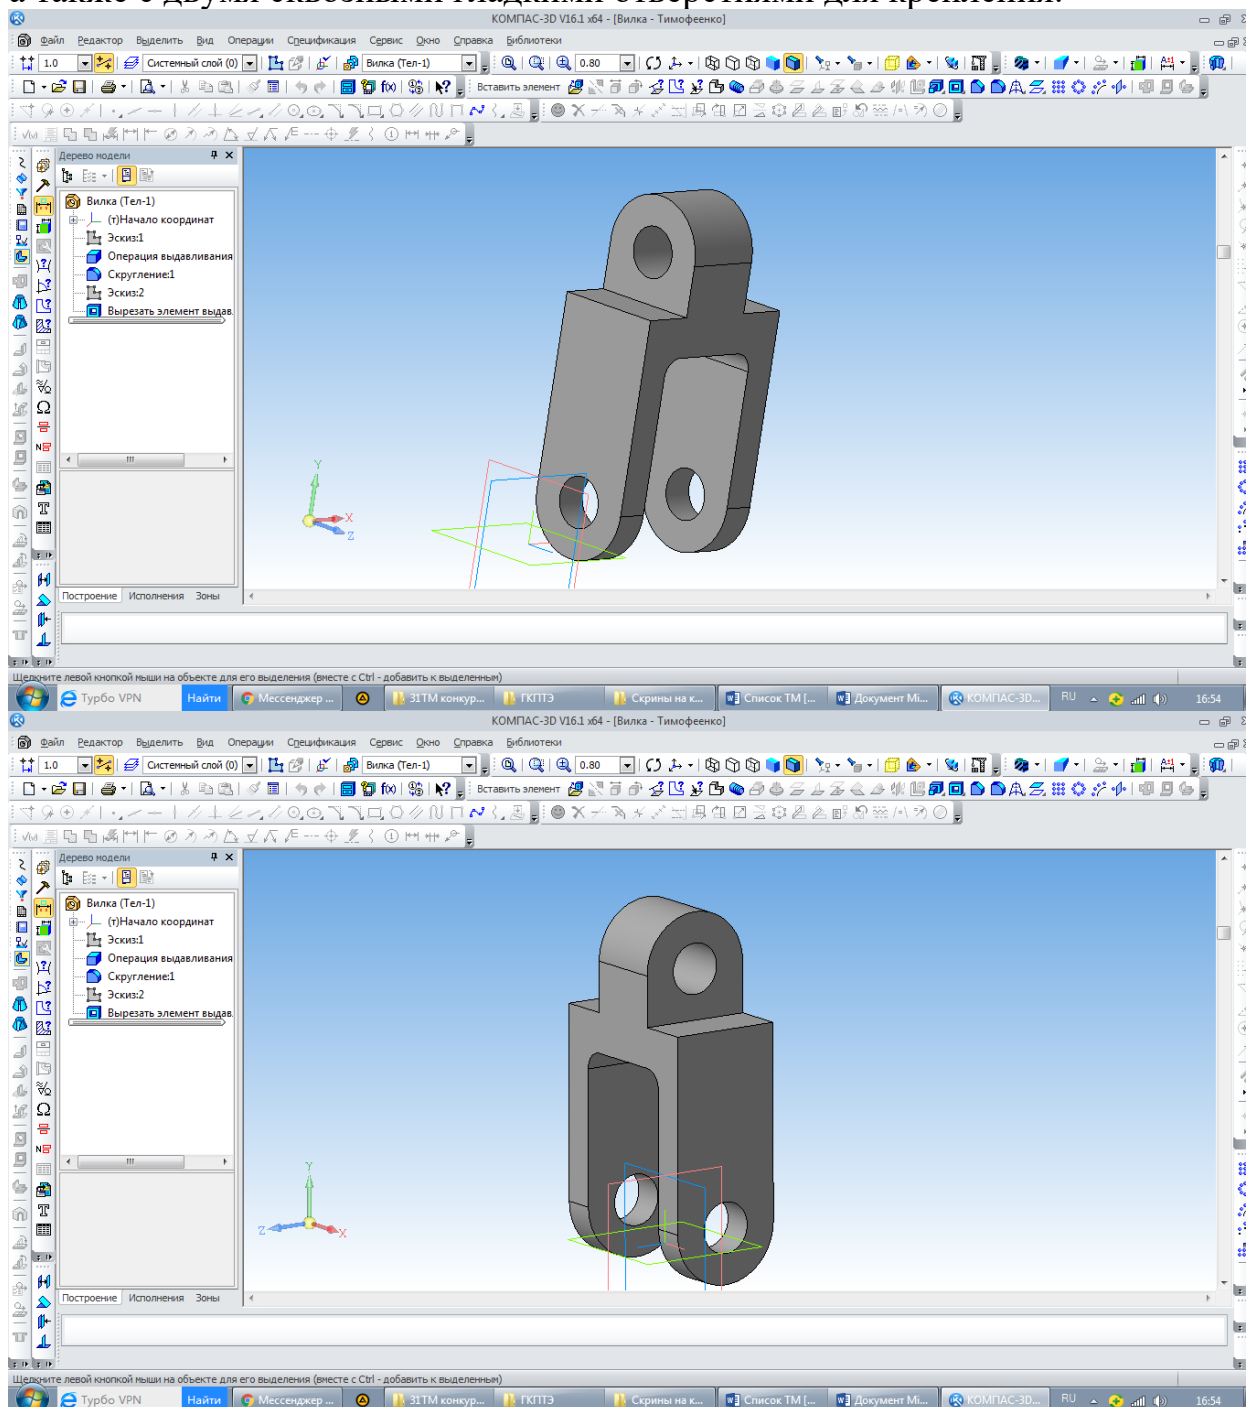 а также с двумя сквозными гладкими отверстиями для крепления.
КОМПАС-3D V16.1 x64 - [Вилка - Тимофеенко]
Файл Редактор Выделить Вид Операции Спецификация Сервис Окно Справка Библиотеки
1.0 Системный слой (0) Вилка (Тел-1) 0.80
Вставить элемент
Дерево модели
Вилка (Тел-1)
(т)Начало координат
Эскиз:1
Операция выдавливания
Скругление:1
Эскиз:2
Вырезать элемент выдав.
Y
X
Z
Построение Исполнения Зоны
Щелкните левой кнопкой мыши на объекте для его выделения (вместе с Ctrl - добавить к выделенным)
Турбо VPN Найти Мессенджер ... 31ТМ конкур... ГКПТЭ Скрины на к... Список ТМ [... Документ Mi... КОМПАС-3D... RU 16:54
КОМПАС-3D V16.1 x64 - [Вилка - Тимофеенко]
Файл Редактор Выделить Вид Операции Спецификация Сервис Окно Справка Библиотеки
1.0 Системный слой (0) Вилка (Тел-1) 0.80
Вставить элемент
Дерево модели
Вилка (Тел-1)
(т)Начало координат
Эскиз:1
Операция выдавливания
Скругление:1
Эскиз:2
Вырезать элемент выдав.
Y
Z X
Построение Исполнения Зоны
Щелкните левой кнопкой мыши на объекте для его выделения (вместе с Ctrl - добавить к выделенным)
Турбо VPN Найти Мессенджер ... 31ТМ конкур... ГКПТЭ Скрины на к... Список ТМ [... Документ Mi... КОМПАС-3D... RU 16:54